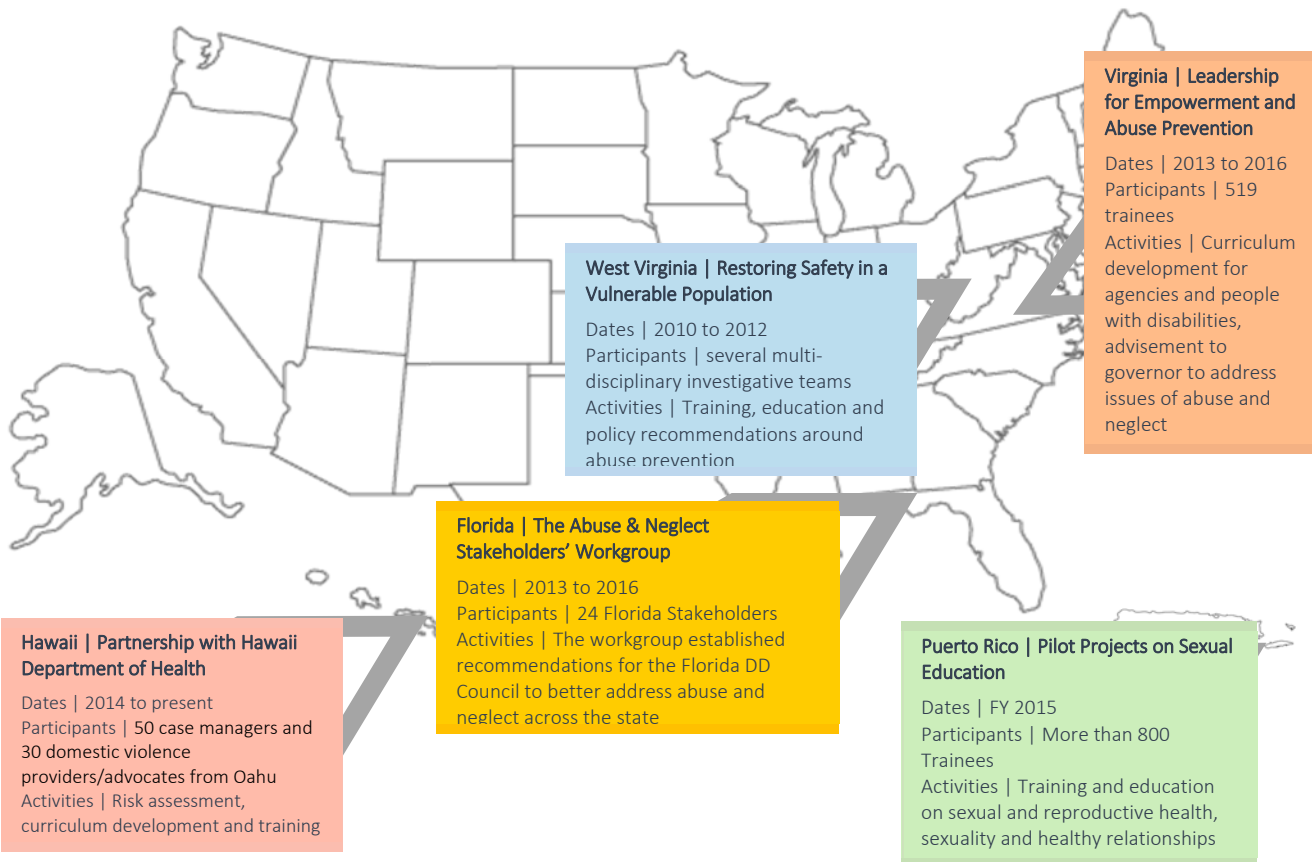 Virginia | Leadership
for Empowerment and
Abuse Prevention
Dates | 2013 to 2016
Participants | 519
trainees
Activities | Curriculum
development for
agencies and people
with disabilities,
advisement to
governor to address
issues of abuse and
neglect
West Virginia | Restoring Safety in a
Vulnerable Population
Dates | 2010 to 2012
Participants | several multi-
disciplinary investigative teams
Activities | Training, education and
policy recommendations around
abuse prevention
Florida | The Abuse & Neglect
Stakeholders’ Workgroup
Dates | 2013 to 2016
Participants | 24 Florida Stakeholders
Activities | The workgroup established
recommendations for the Florida DD
Council to better address abuse and
neglect across the state
Hawaii | Partnership with Hawaii
Department of Health
Dates | 2014 to present
Participants | 50 case managers and
30 domestic violence
providers/advocates from Oahu
Activities | Risk assessment,
curriculum development and training
Puerto Rico | Pilot Projects on Sexual
Education
Dates | FY 2015
Participants | More than 800
Trainees
Activities | Training and education
on sexual and reproductive health,
sexuality and healthy relationships